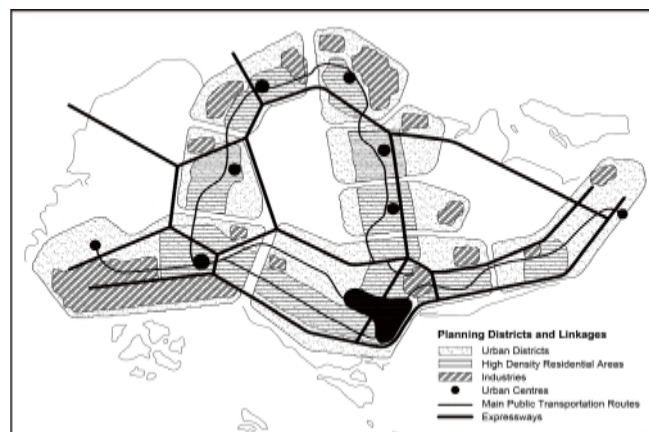 Planning Districts and Linkages
Urban Districts
High Density Residential Areas
Industries
Urban Centres
Main Public Transportation Routes
Expressways